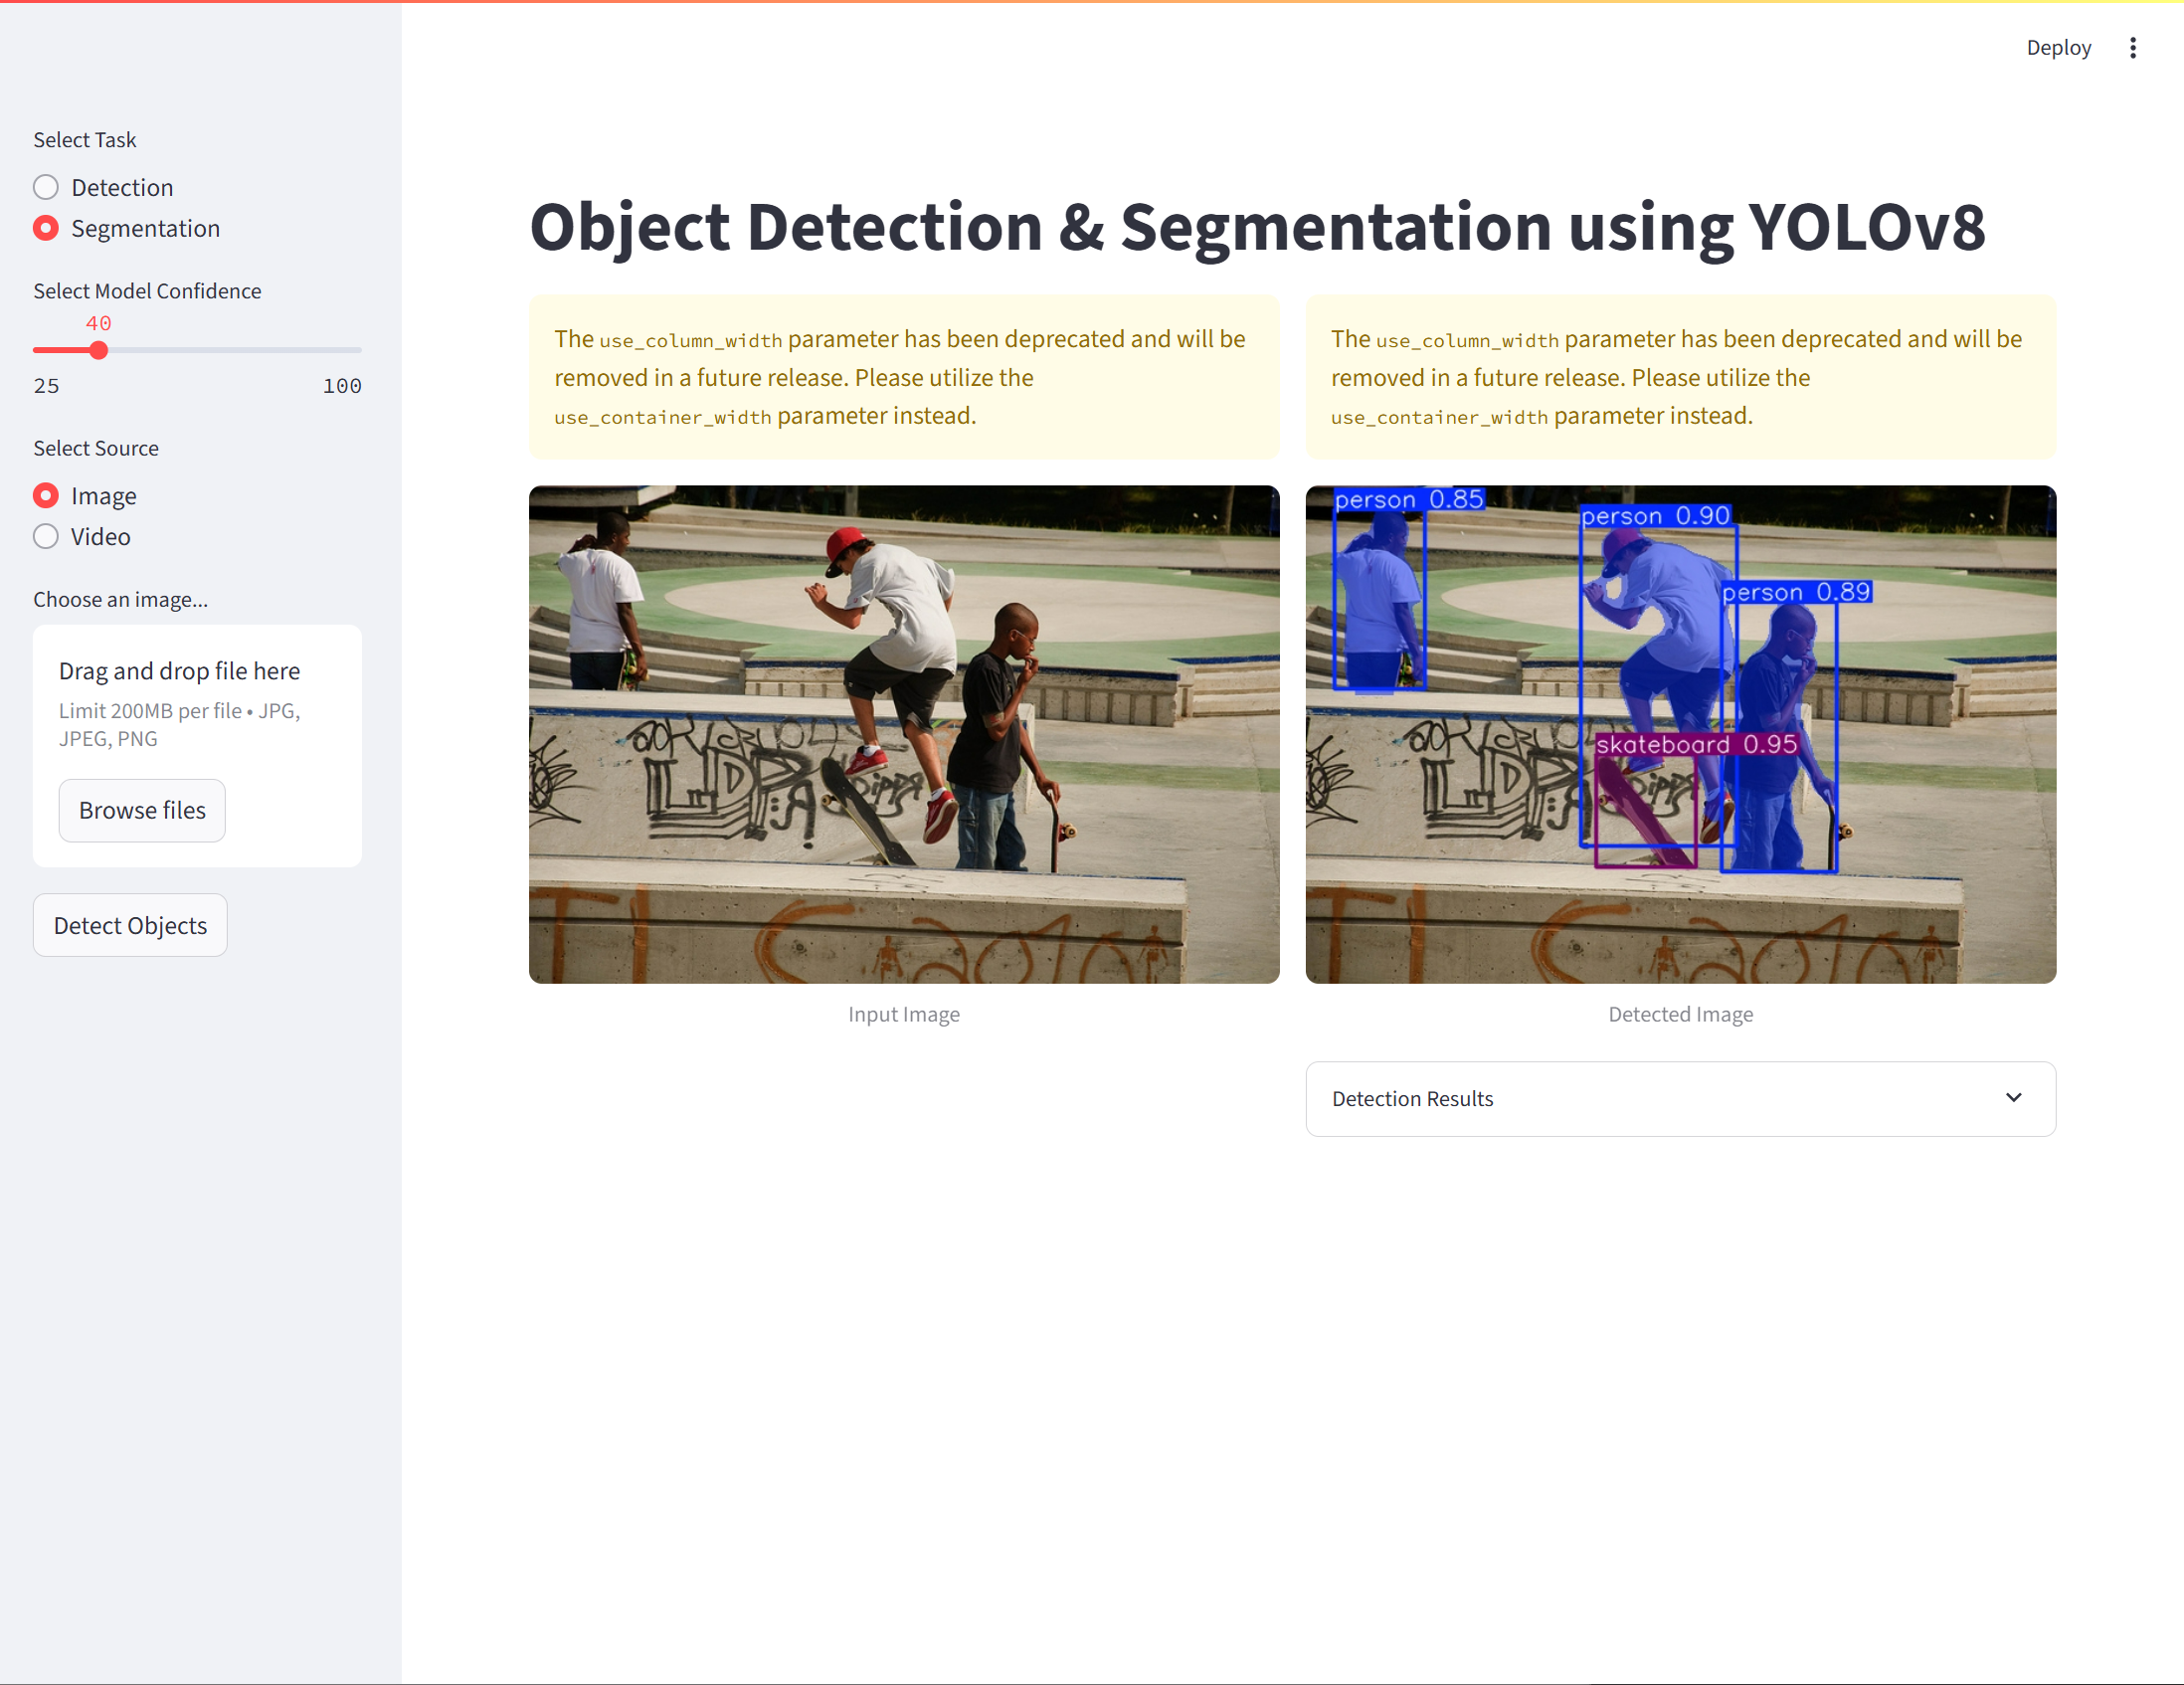 Deploy
Select Task
Detection
Segmentation
Select Model Confidence
40
25 100
Select Source
Image
Video
Choose an image...
Drag and drop file here
Limit 200MB per file • JPG,
JPEG, PNG
Browse files
Detect Objects
Object Detection & Segmentation using YOLOv8
The use_column_width parameter has been deprecated and will be
removed in a future release. Please utilize the
use_container_width parameter instead.
The use_column_width parameter has been deprecated and will be
removed in a future release. Please utilize the
use_container_width parameter instead.
person 0.85
person 0.90
person 0.89
skateboard 0.95
Input Image
Detected Image
Detection Results